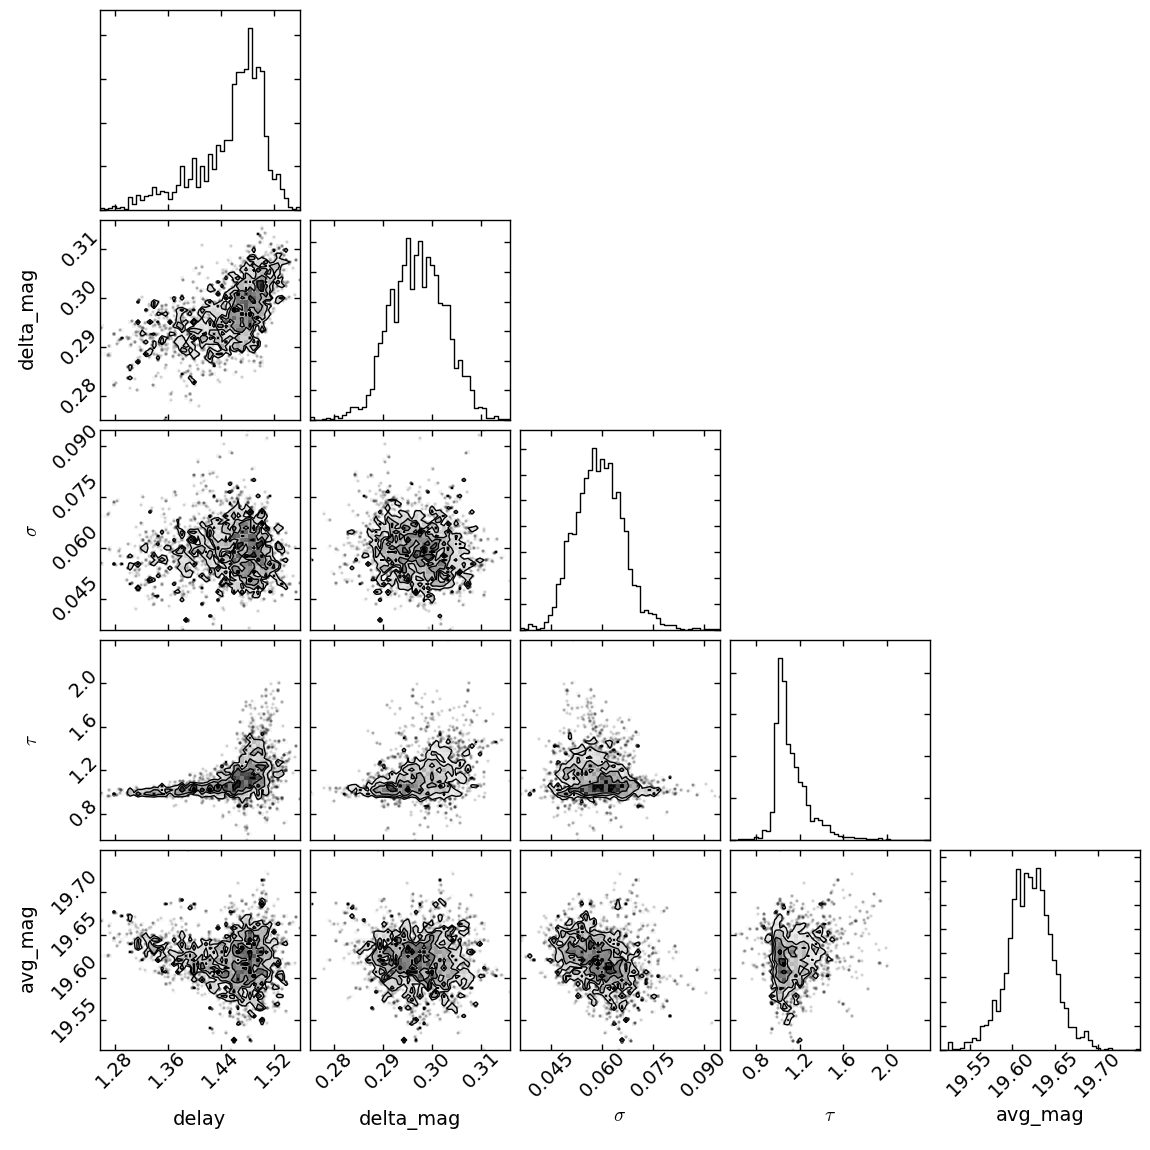 0.31
0.30
0.29
0.28
delta_mag
0.090
0.075
0.060
0.045
σ
2.0
1.6
1.2
0.8
τ
19.70
19.65
19.60
19.55
avg_mag
1.28 1.36 1.44 1.52
0.28 0.29 0.30 0.31
0.045 0.060 0.075 0.090
0.8 1.2 1.6 2.0
19.55 19.60 19.65 19.70
delay delta_mag σ τ avg_mag